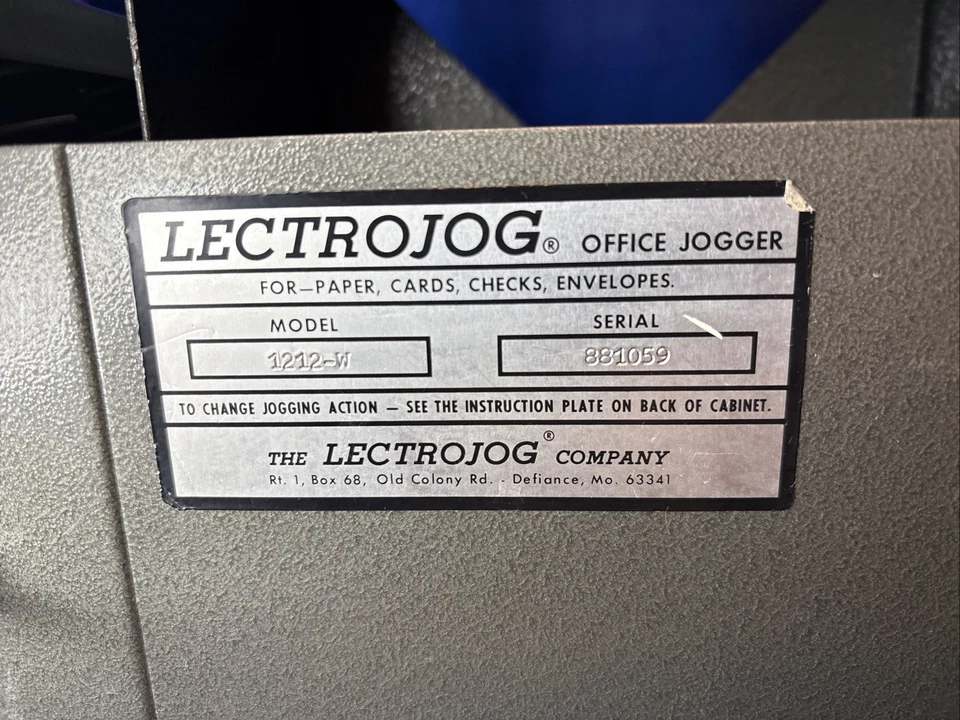 LECTROJOG® OFFICE JOGGER
FOR—PAPER, CARDS, CHECKS, ENVELOPES.
MODEL SERIAL
1212-W 881059
TO CHANGE JOGGING ACTION — SEE THE INSTRUCTION PLATE ON BACK OF CABINET.
THE LECTROJOG® COMPANY
Rt. 1, Box 68, Old Colony Rd. - Defiance, Mo. 63341